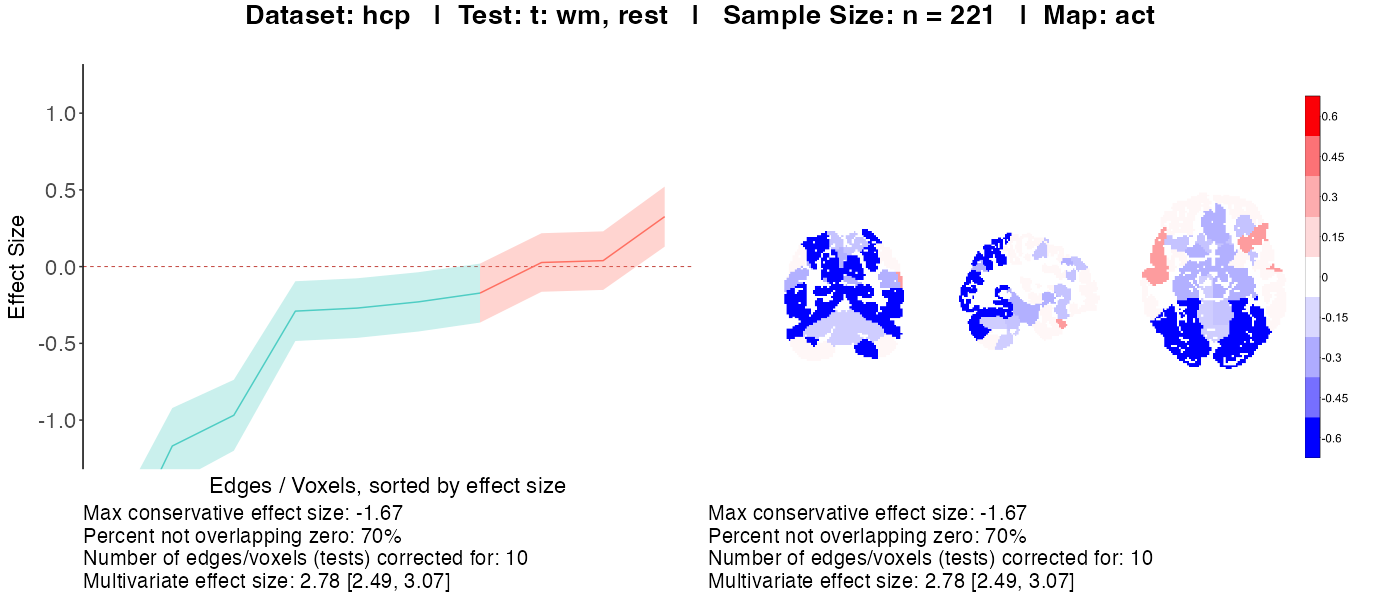 Dataset: hcp | Test: t: wm, rest | Sample Size: n = 221 | Map: act
Effect Size
1.0
0.5
0.0
-0.5
-1.0
Edges / Voxels, sorted by effect size
Max conservative effect size: -1.67
Percent not overlapping zero: 70%
Number of edges/voxels (tests) corrected for: 10
Multivariate effect size: 2.78 [2.49, 3.07]
0.6
0.45
0.3
0.15
0
-0.15
-0.3
-0.45
-0.6
Max conservative effect size: -1.67
Percent not overlapping zero: 70%
Number of edges/voxels (tests) corrected for: 10
Multivariate effect size: 2.78 [2.49, 3.07]